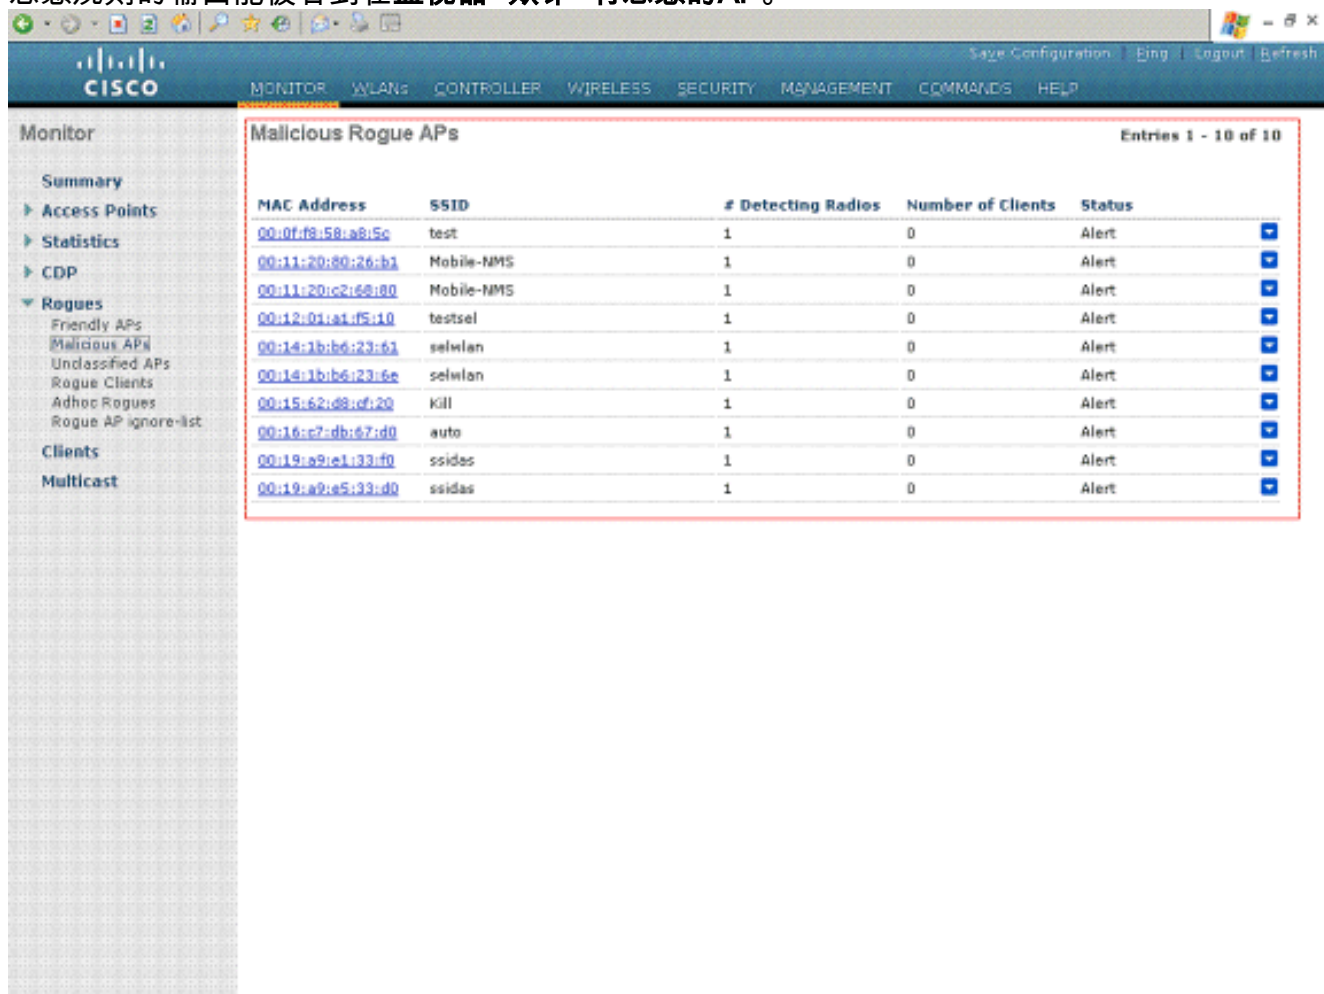 Save Configuration | Ping | Logout | Refresh
CISCO
MONITOR WLANs CONTROLLER WIRELESS SECURITY MANAGEMENT COMMANDS HELP
Monitor
Summary
Access Points
Statistics
CDP
Rogues
Friendly APs
Malicious APs
Unclassified APs
Rogue Clients
Adhoc Rogues
Rogue AP ignore-list
Clients
Multicast
Malicious Rogue APs Entries 1 - 10 of 10
MAC Address SSID # Detecting Radios Number of Clients Status
00:0f:f8:58:a8:5c test 1 0 Alert
00:11:20:80:26:b1 Mobile-NMS 1 0 Alert
00:11:20:c2:68:80 Mobile-NMS 1 0 Alert
00:12:01:a1:f5:10 testsel 1 0 Alert
00:14:1b:b6:23:61 selwlan 1 0 Alert
00:14:1b:b6:23:6e selwlan 1 0 Alert
00:15:62:d8:cf:20 Kill 1 0 Alert
00:16:c7:db:67:d0 auto 1 0 Alert
00:19:a9:e1:33:f0 ssidas 1 0 Alert
00:19:a9:e5:33:d0 ssidas 1 0 Alert